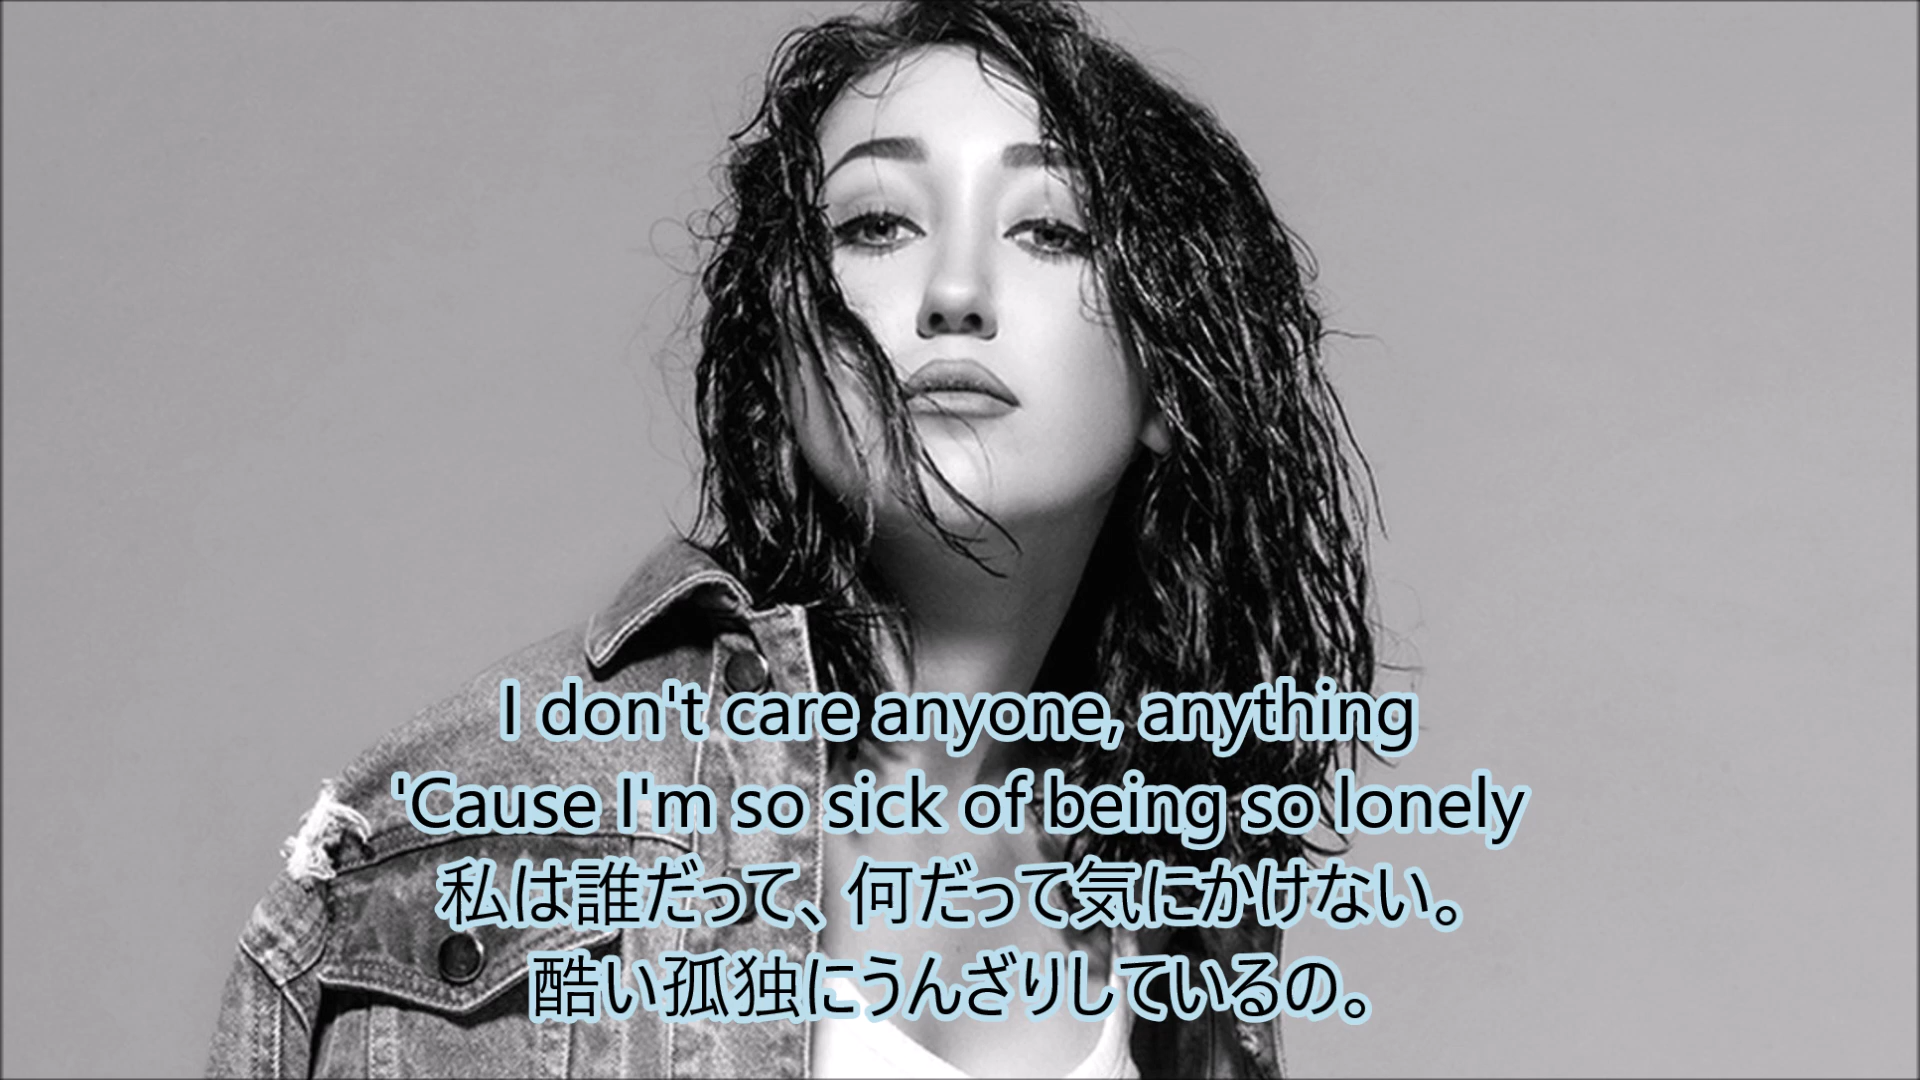 I don't care anyone, anything
'Cause I'm so sick of being so lonely
私は誰だって、何だって気にかけない。
酷い孤独にうんざりしているの。